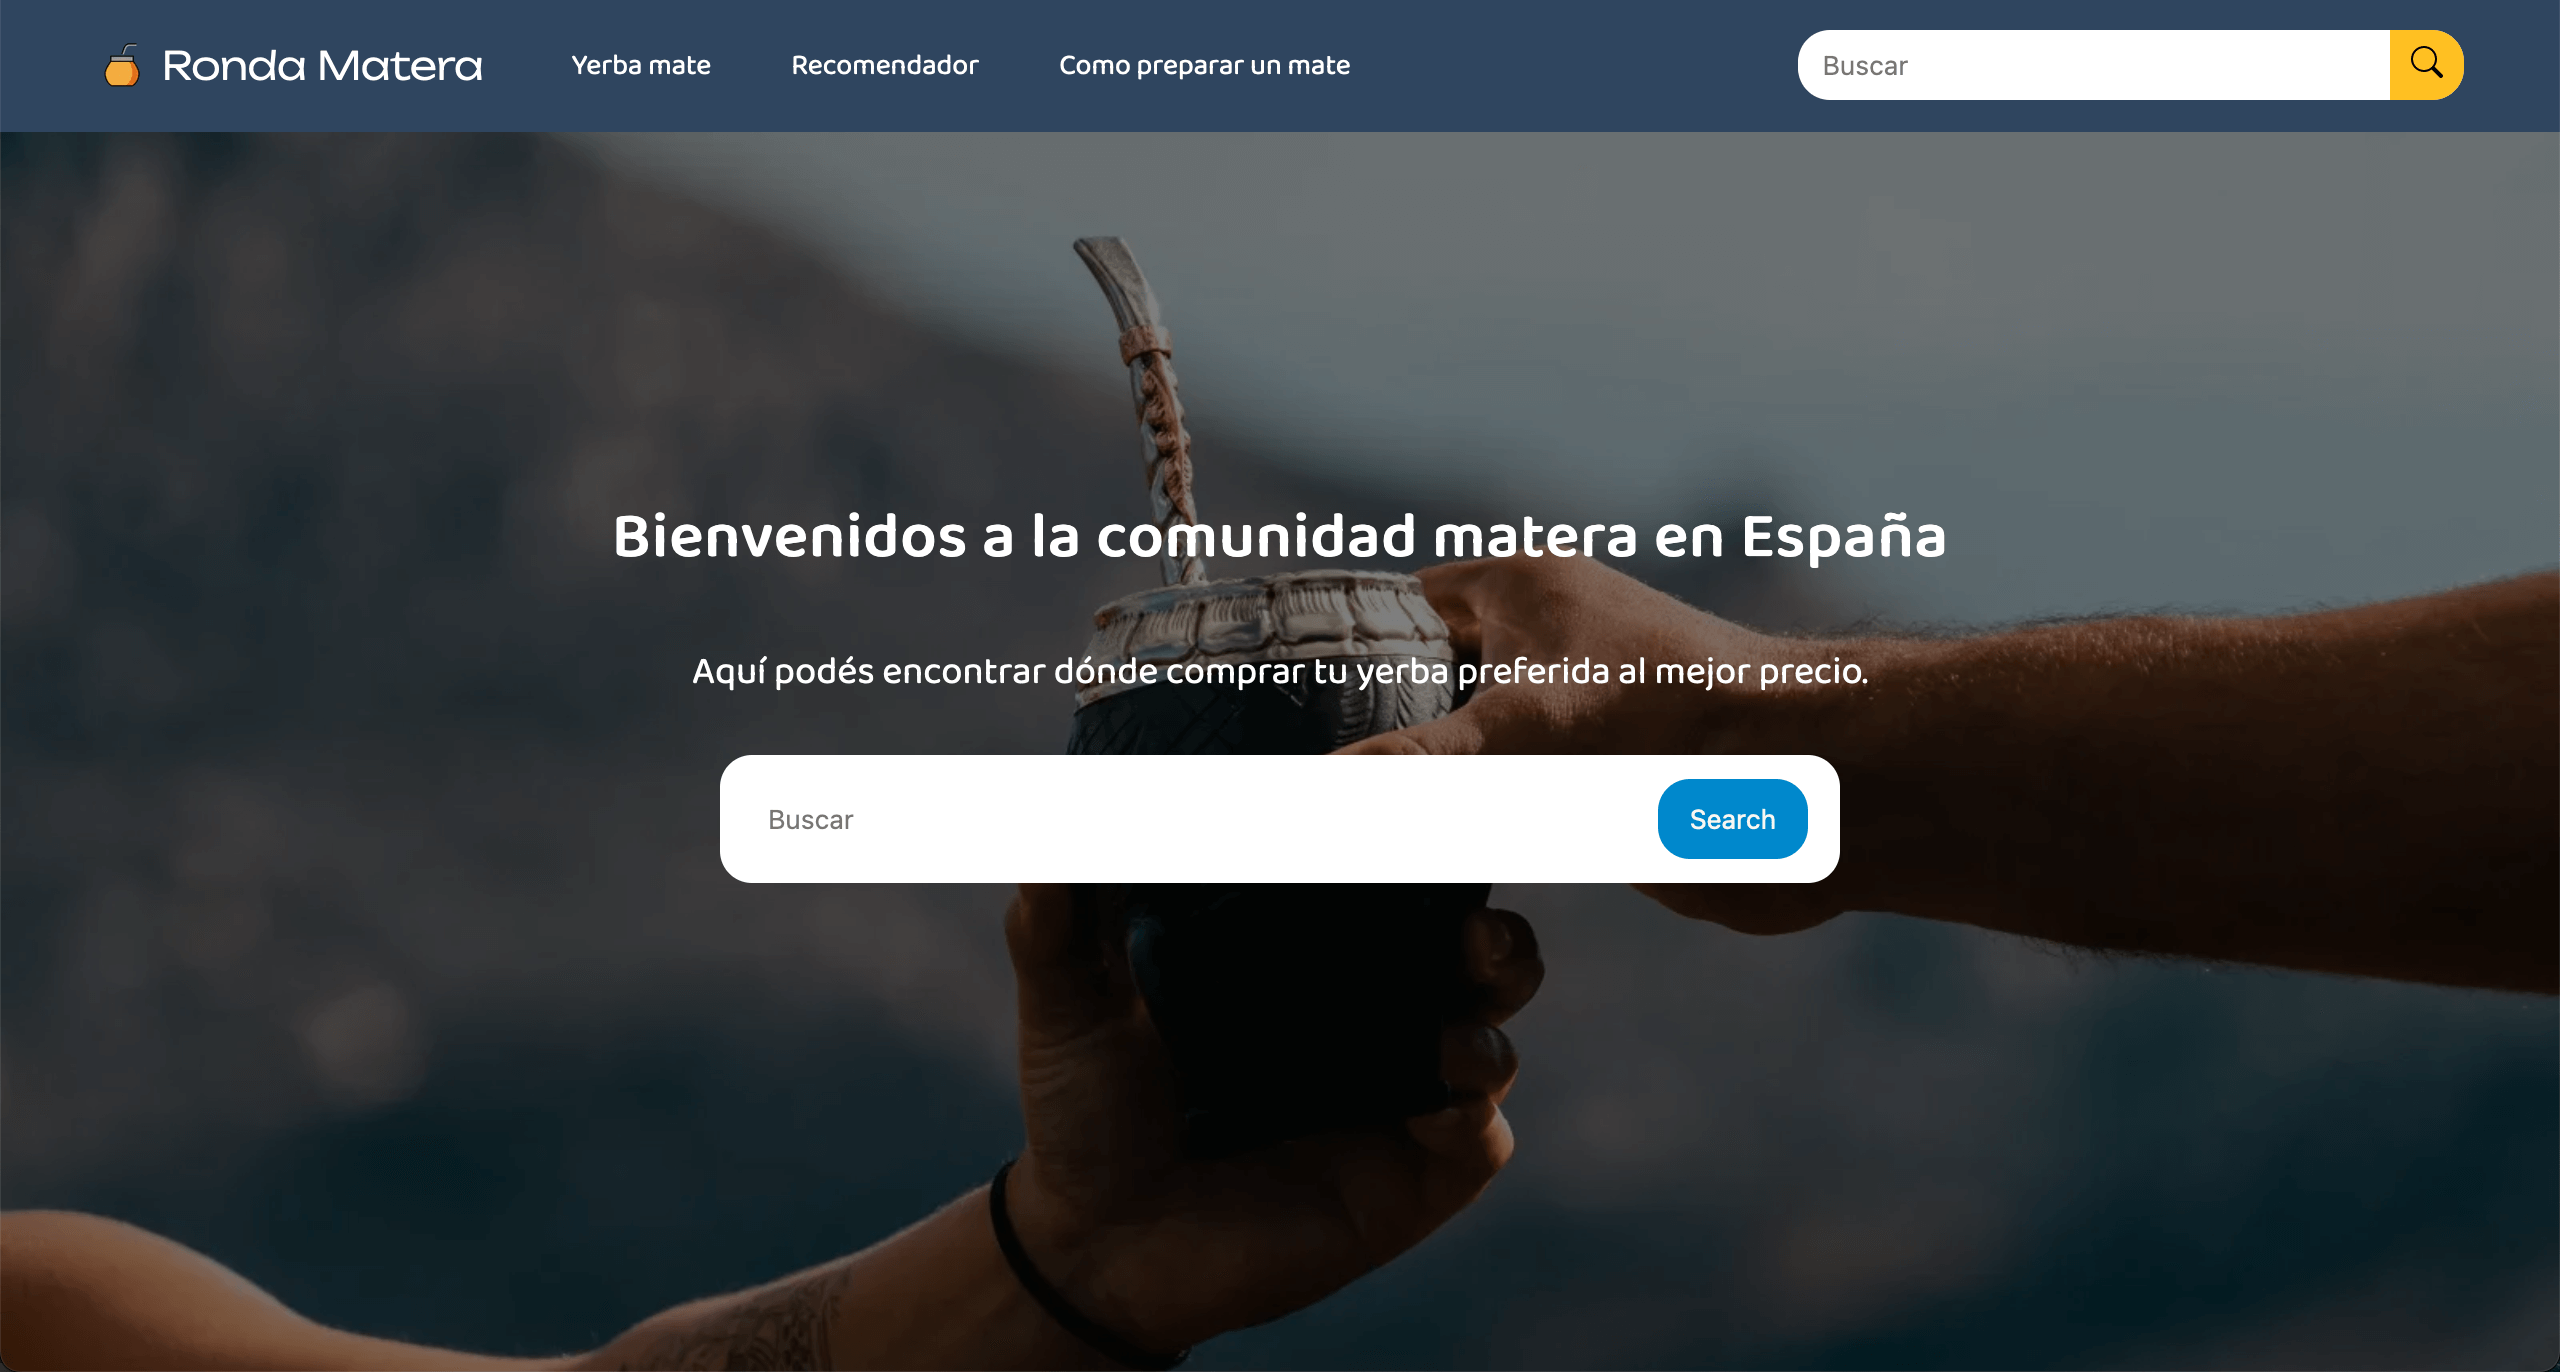 Ronda Matera
Yerba mate
Recomendador
Como preparar un mate
Buscar
Bienvenidos a la comunidad matera en España
Aquí podés encontrar dónde comprar tu yerba preferida al mejor precio.
Buscar
Search